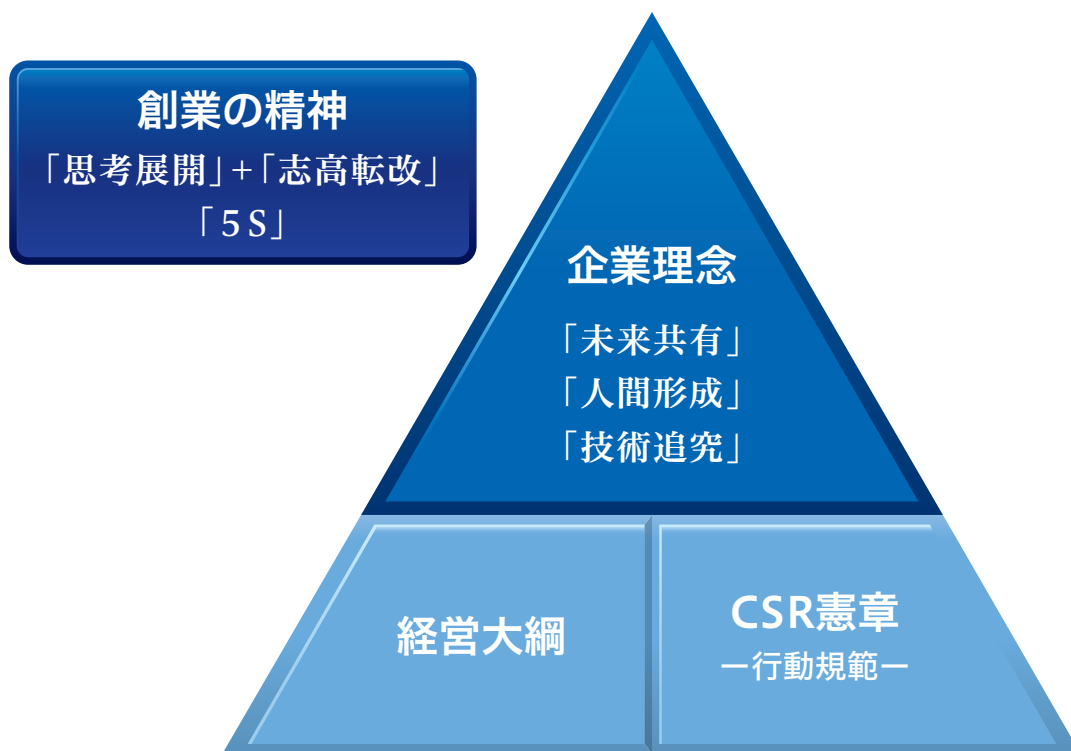 創業の精神
「思考展開」+「志高転改」
「5S」
企業理念
「未来共有」
「人間形成」
「技術追究」
経営大綱
CSR憲章
ー行動規範ー